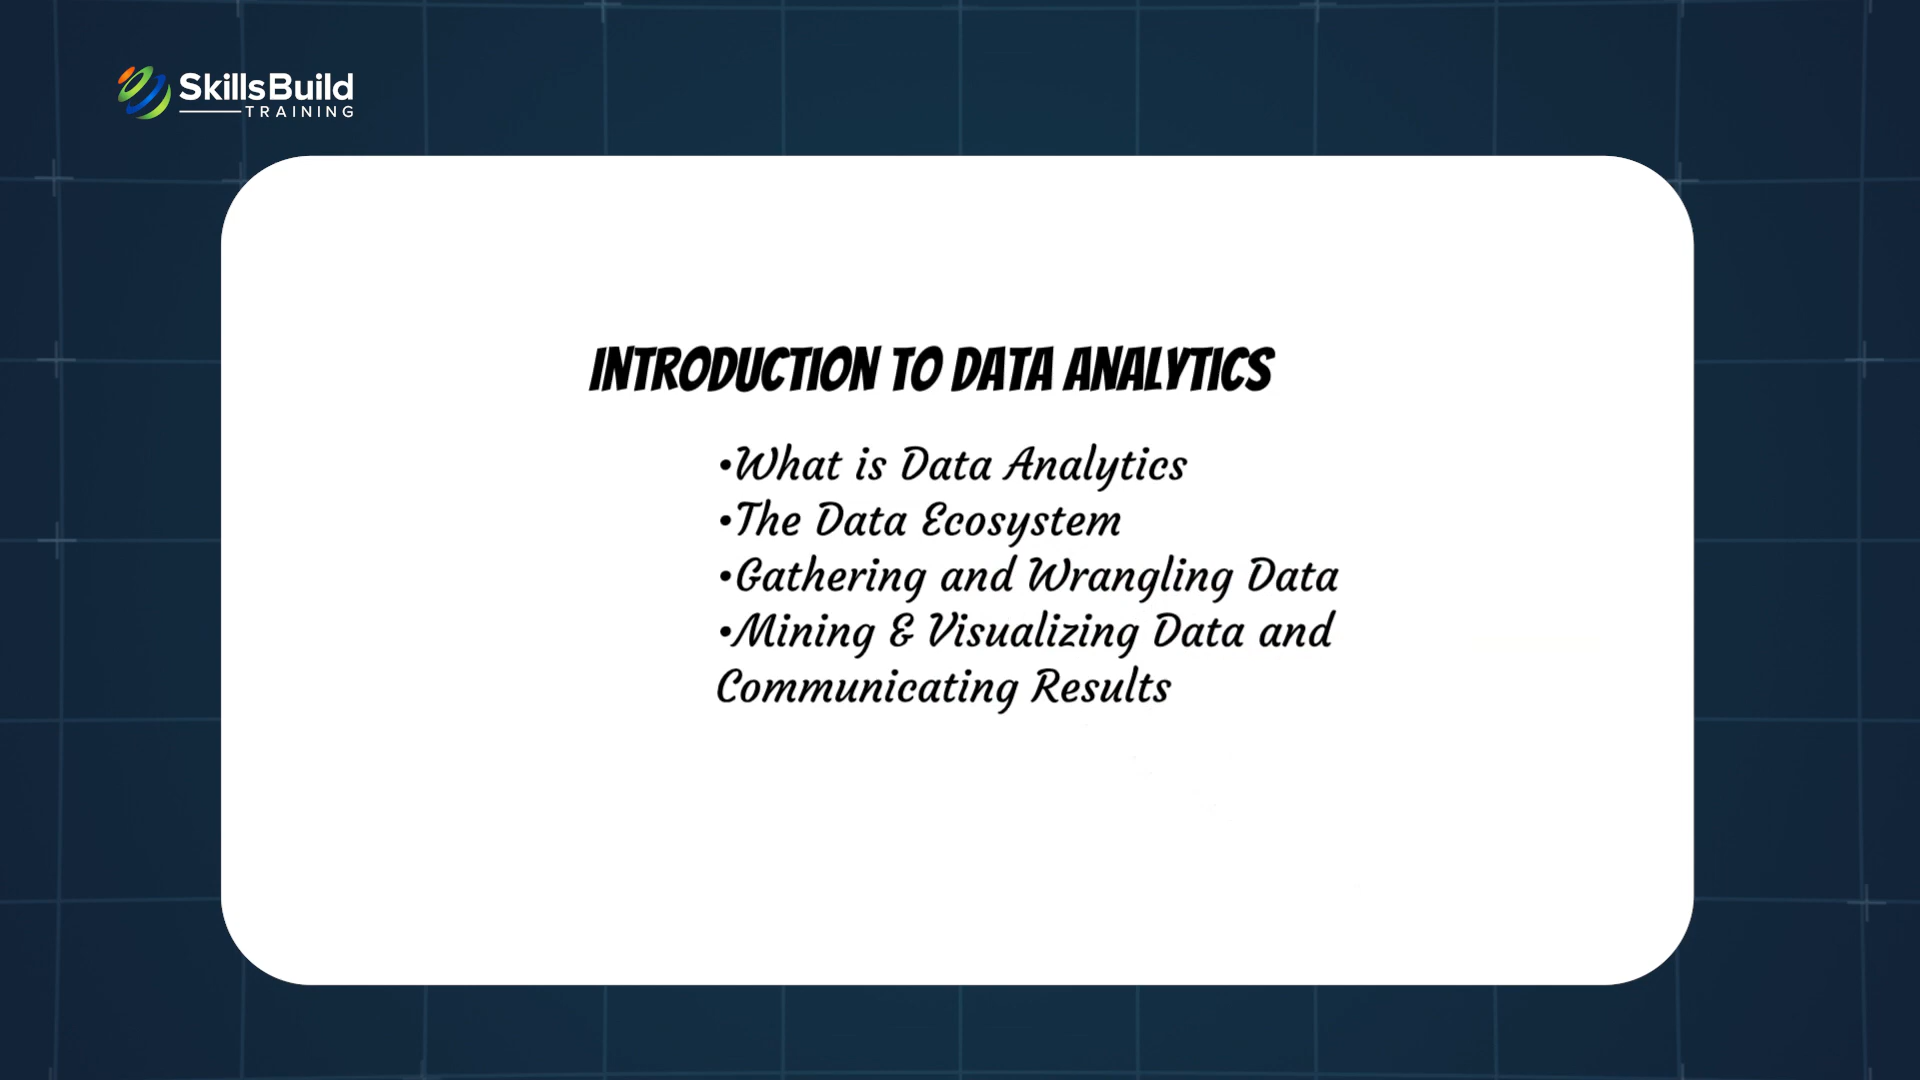 SkillsBuild
TRAINING
INTRODUCTION TO DATA ANALYTICS
•What is Data Analytics
•The Data Ecosystem
•Gathering and Wrangling Data
•Mining & Visualizing Data and
Communicating Results